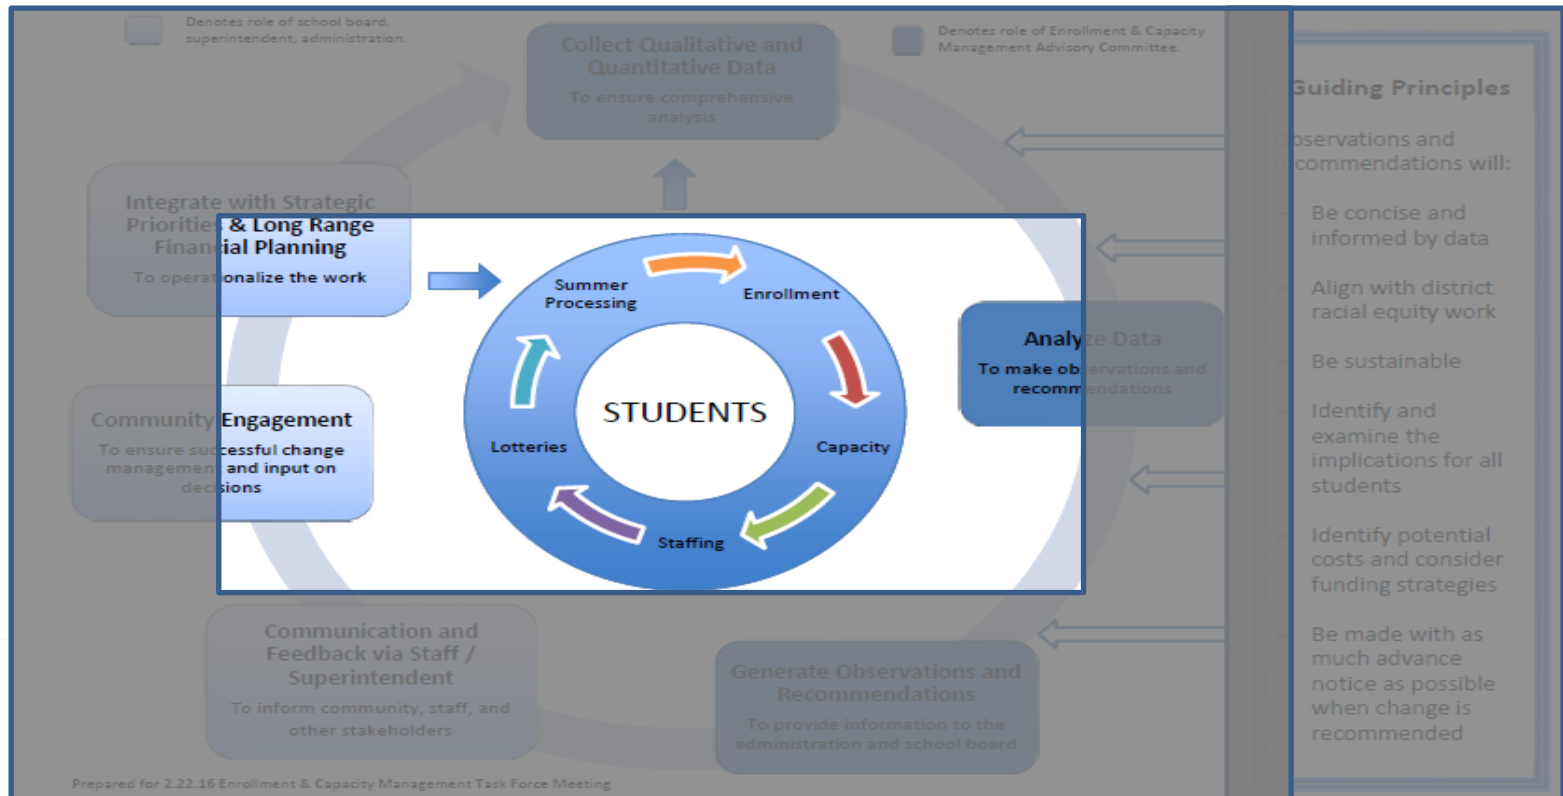 Denotes role of school board,
superintendent, administration.
Collect Qualitative and
Quantitative Data
To ensure comprehensive
analysis
Denotes role of Enrollment & Capacity
Management Advisory Committee.
Integrate with Strategic
Priorities & Long Range
Financial Planning
To operationalize the work
Summer
Processing
Enrollment
Capacity
Staffing
Lotteries
STUDENTS
Analyze Data
To make observations and
recommendations
Community Engagement
To ensure successful change
management and input on
decisions
Communication and
Feedback via Staff /
Superintendent
To inform community, staff, and
other stakeholders
Generate Observations and
Recommendations
To provide information to the
administration and school board
Prepared for 2.22.16 Enrollment & Capacity Management Task Force Meeting
Guiding Principles
Observations and
recommendations will:
Be concise and
informed by data
Align with district
racial equity work
Be sustainable
Identify and
examine the
implications for all
students
Identify potential
costs and consider
funding strategies
Be made with as
much advance
notice as possible
when change is
recommended